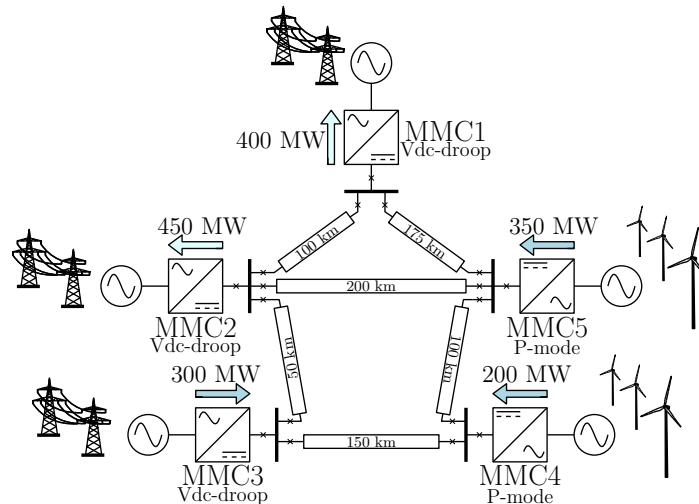 MMC1
400 MW
Vdc-droop
450 MW
100 km
175 km
350 MW
200 km
MMC2
Vdc-droop
MMC5
P-mode
50 km
100 km
300 MW
200 MW
150 km
MMC3
Vdc-droop
MMC4
P-mode